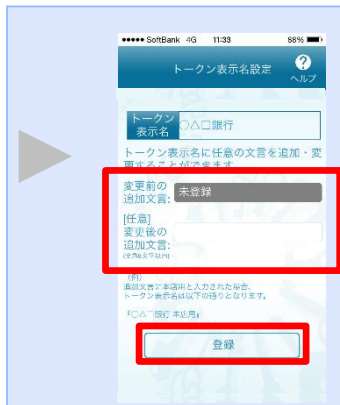 SoftBank 4G 11:33 88%
トークン表示名設定
?
ヘルプ
トークン
表示名
○△□銀行
トークン表示名に任意の文言を追加・変
更することができます。
変更前の
追加文言:
未登録
[任意]
変更後の
追加文言:
(全角8文字以内)
(例)
追加文言に本店用と入力された場合、
トークン表示名は以下の通りとなります。
『○△□銀行 本店用』
登録